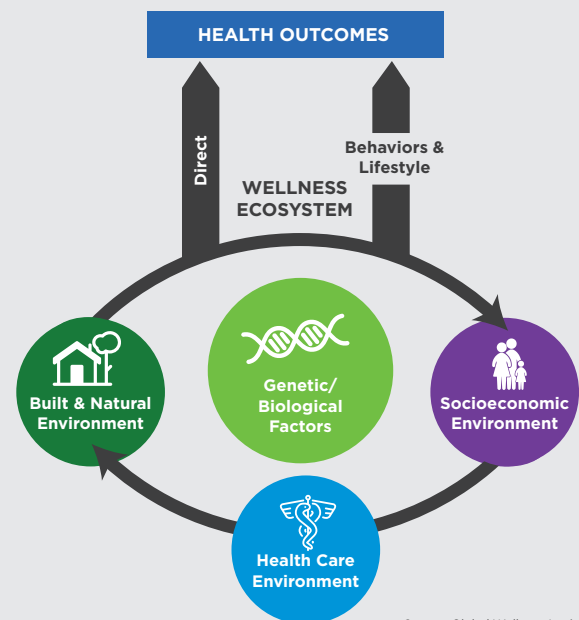 HEALTH OUTCOMES
Direct
Behaviors &
Lifestyle
WELLNESS
ECOSYSTEM
Genetic/
Biological
Factors
Built & Natural
Environment
Socioeconomic
Environment
Health Care
Environment